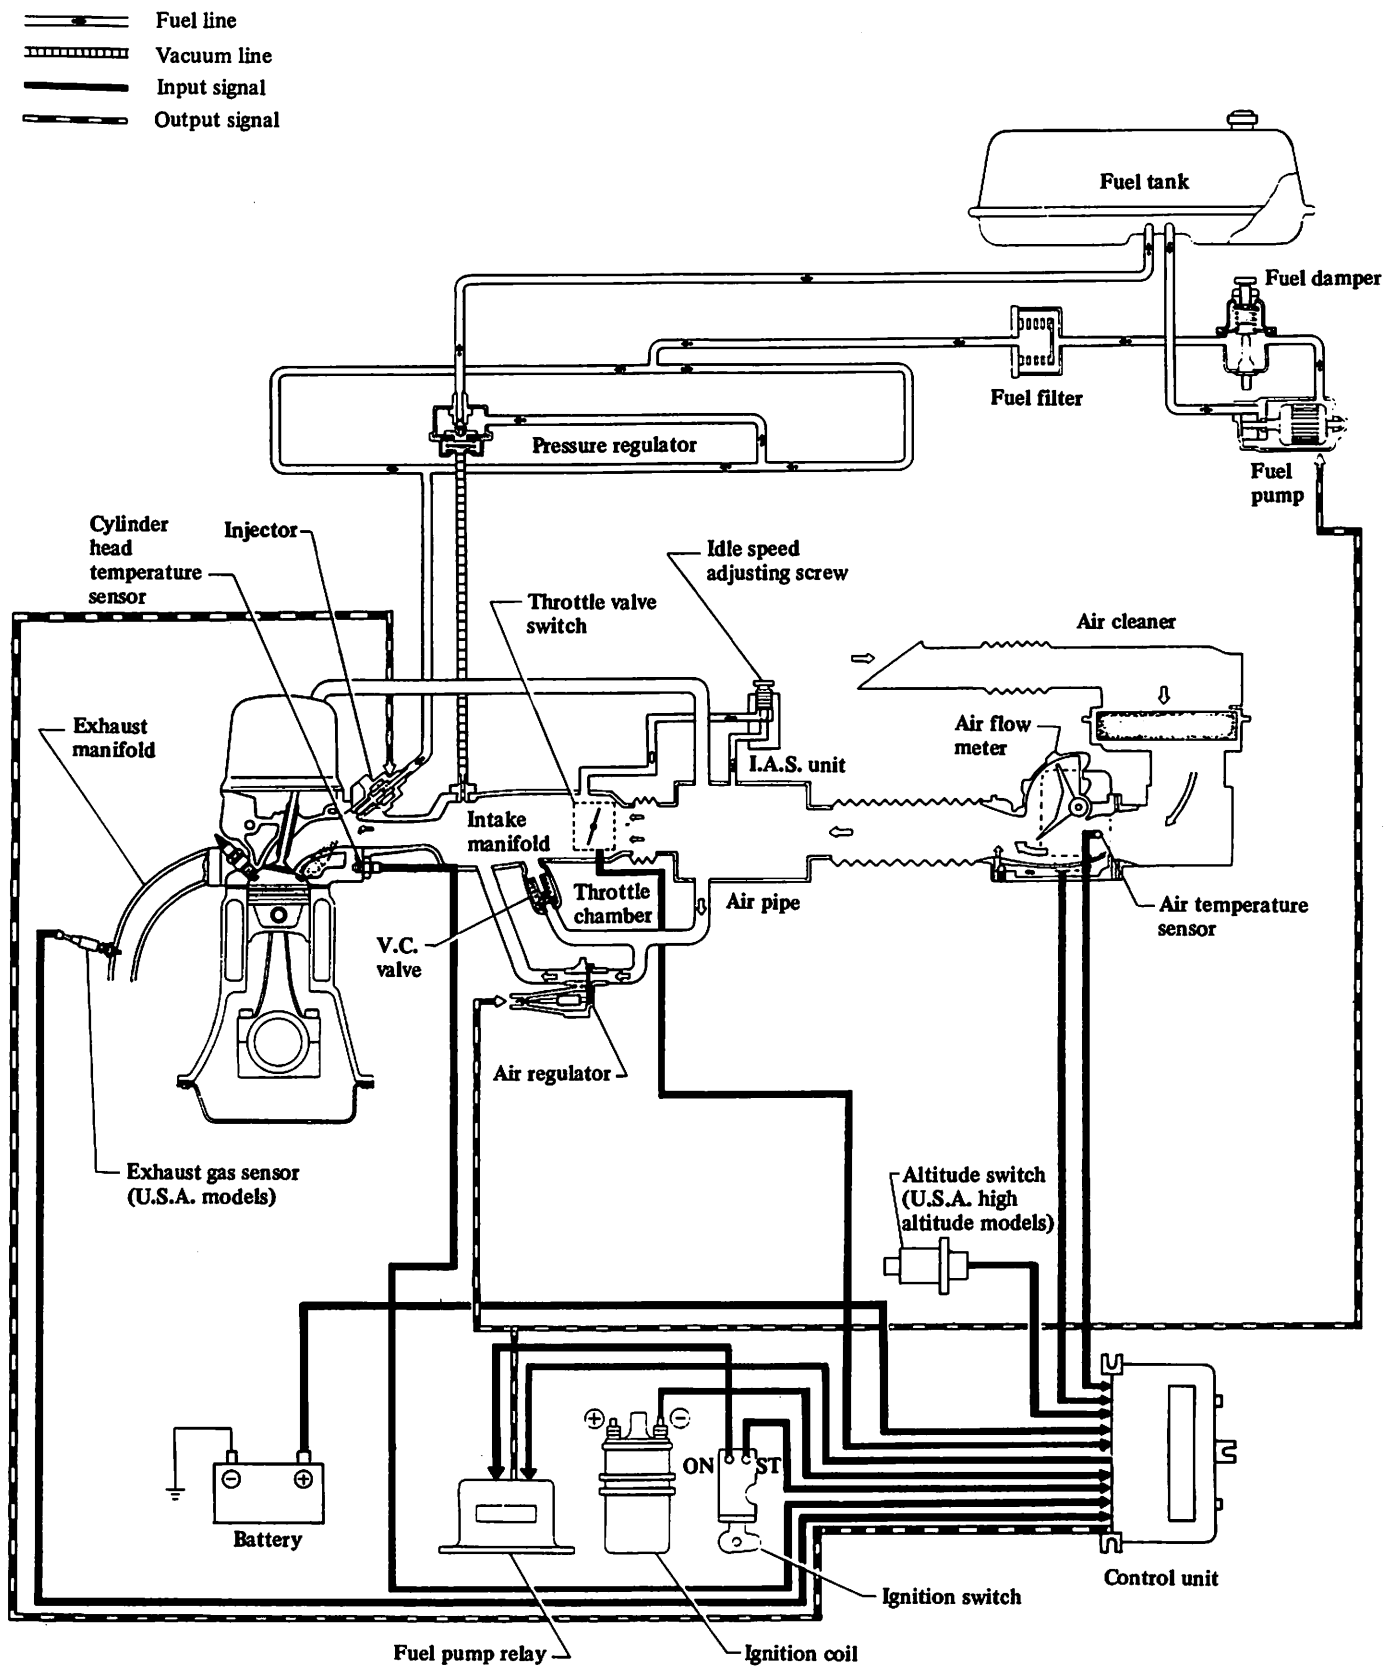 Fuel line
Vacuum line
Input signal
Output signal
Fuel tank
Fuel damper
Fuel filter
Pressure regulator
Fuel
pump
Cylinder
head
temperature
sensor
Injector
Idle speed
adjusting screw
Throttle valve
switch
Air cleaner
Exhaust
manifold
Air flow
meter
I.A.S. unit
Intake
manifold
Throttle
chamber
Air pipe
Air temperature
sensor
V.C.
valve
Air regulator
Exhaust gas sensor
(U.S.A. models)
Altitude switch
(U.S.A. high
altitude models)
+ −
ON ST
− +
Battery
Control unit
Ignition switch
Fuel pump relay
Ignition coil